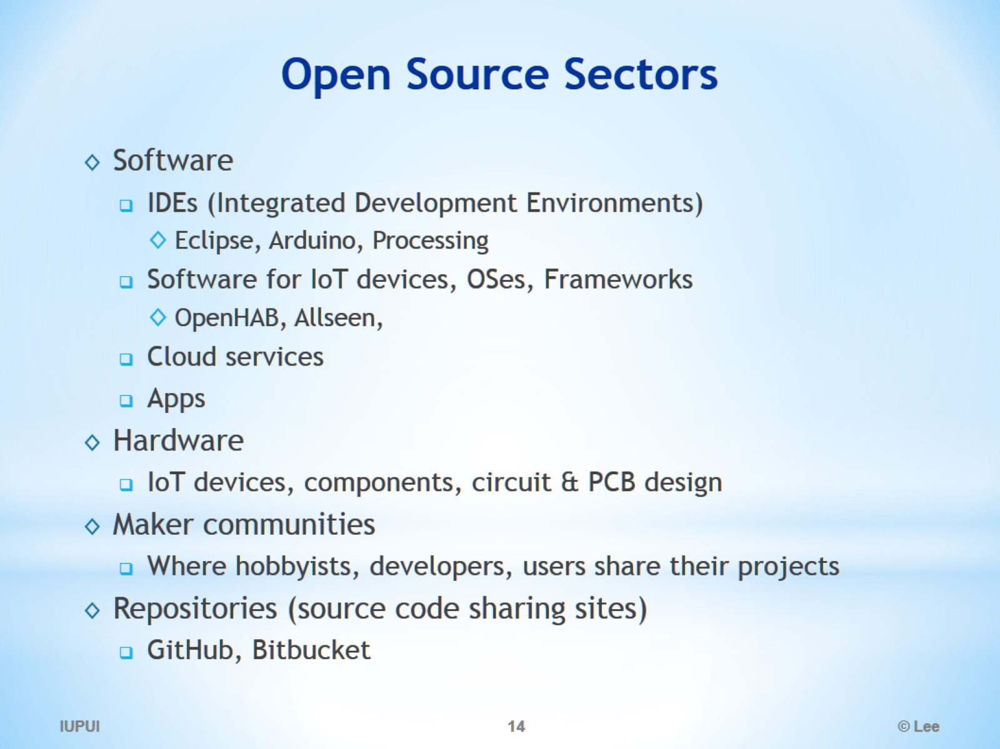 Open Source Sectors
Software
IDEs (Integrated Development Environments)
Eclipse, Arduino, Processing
Software for IoT devices, OSes, Frameworks
OpenHAB, Allseen,
Cloud services
Apps
Hardware
IoT devices, components, circuit & PCB design
Maker communities
Where hobbyists, developers, users share their projects
Repositories (source code sharing sites)
GitHub, Bitbucket
IUPUI 14 © Lee